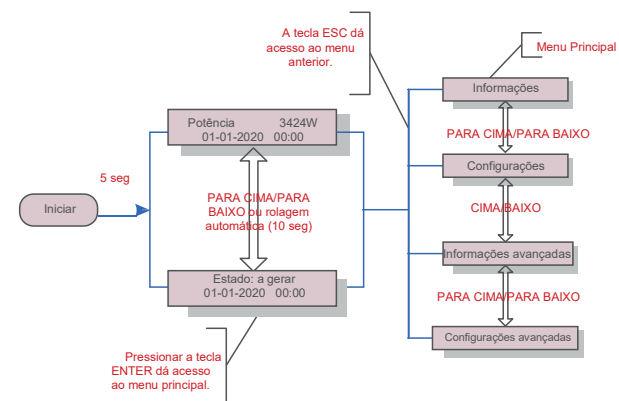 A tecla ESC dá
acesso ao menu
anterior.
Menu Principal
Informações
PARA CIMA/PARA BAIXO
Configurações
CIMA/BAIXO
Informações avançadas
PARA CIMA/PARA BAIXO
Configurações avançadas
Potência 3424W
01-01-2020 00:00
5 seg
Iniciar
PARA CIMA/PARA
BAIXO ou rolagem
automática (10 seg)
Estado: a gerar
01-01-2020 00:00
Pressionar a tecla
ENTER dá acesso
ao menu principal.